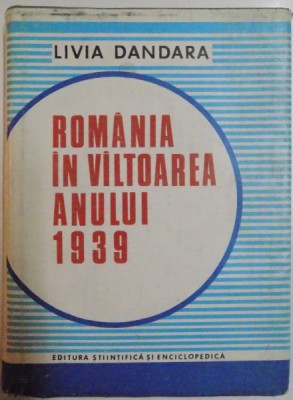 LIVIA DANDARA
ROMÂNIA
ÎN VÎLTOAREA
ANULUI
1939
EDITURA ŞTIINŢIFICĂ ŞI ENCICLOPEDICĂ